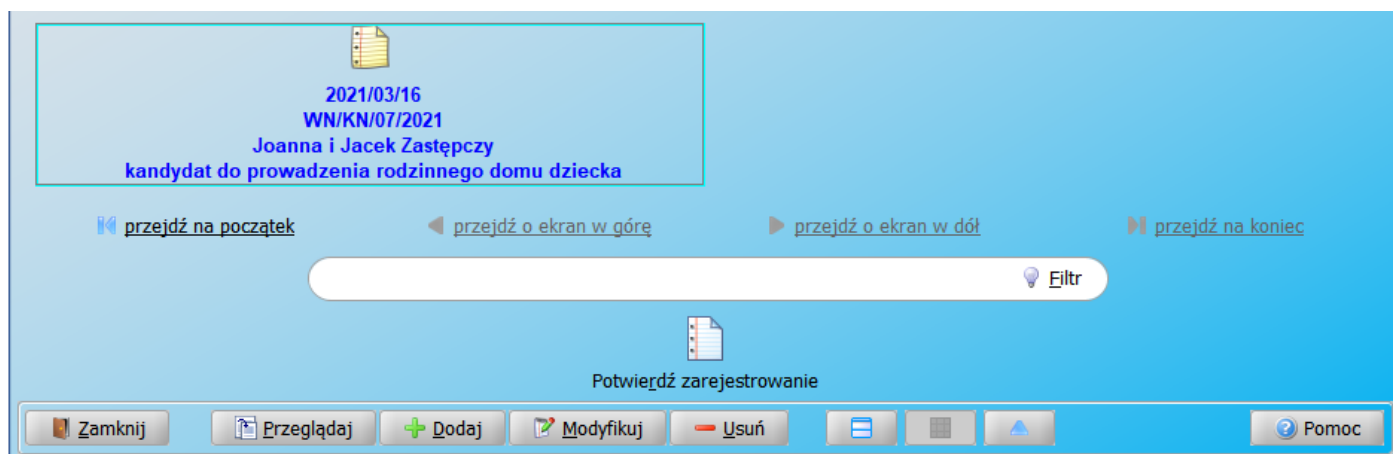 2021/03/16
WN/KN/07/2021
Joanna i Jacek Zastępczy
kandydat do prowadzenia rodzinnego domu dziecka
przejdź na początek przejdź o ekran w górę przejdź o ekran w dół przejdź na koniec
Filtr
Potwierdź zarejestrowanie
Zamknij Przeglądaj Dodaj Modyfikuj Usuń Pomoc